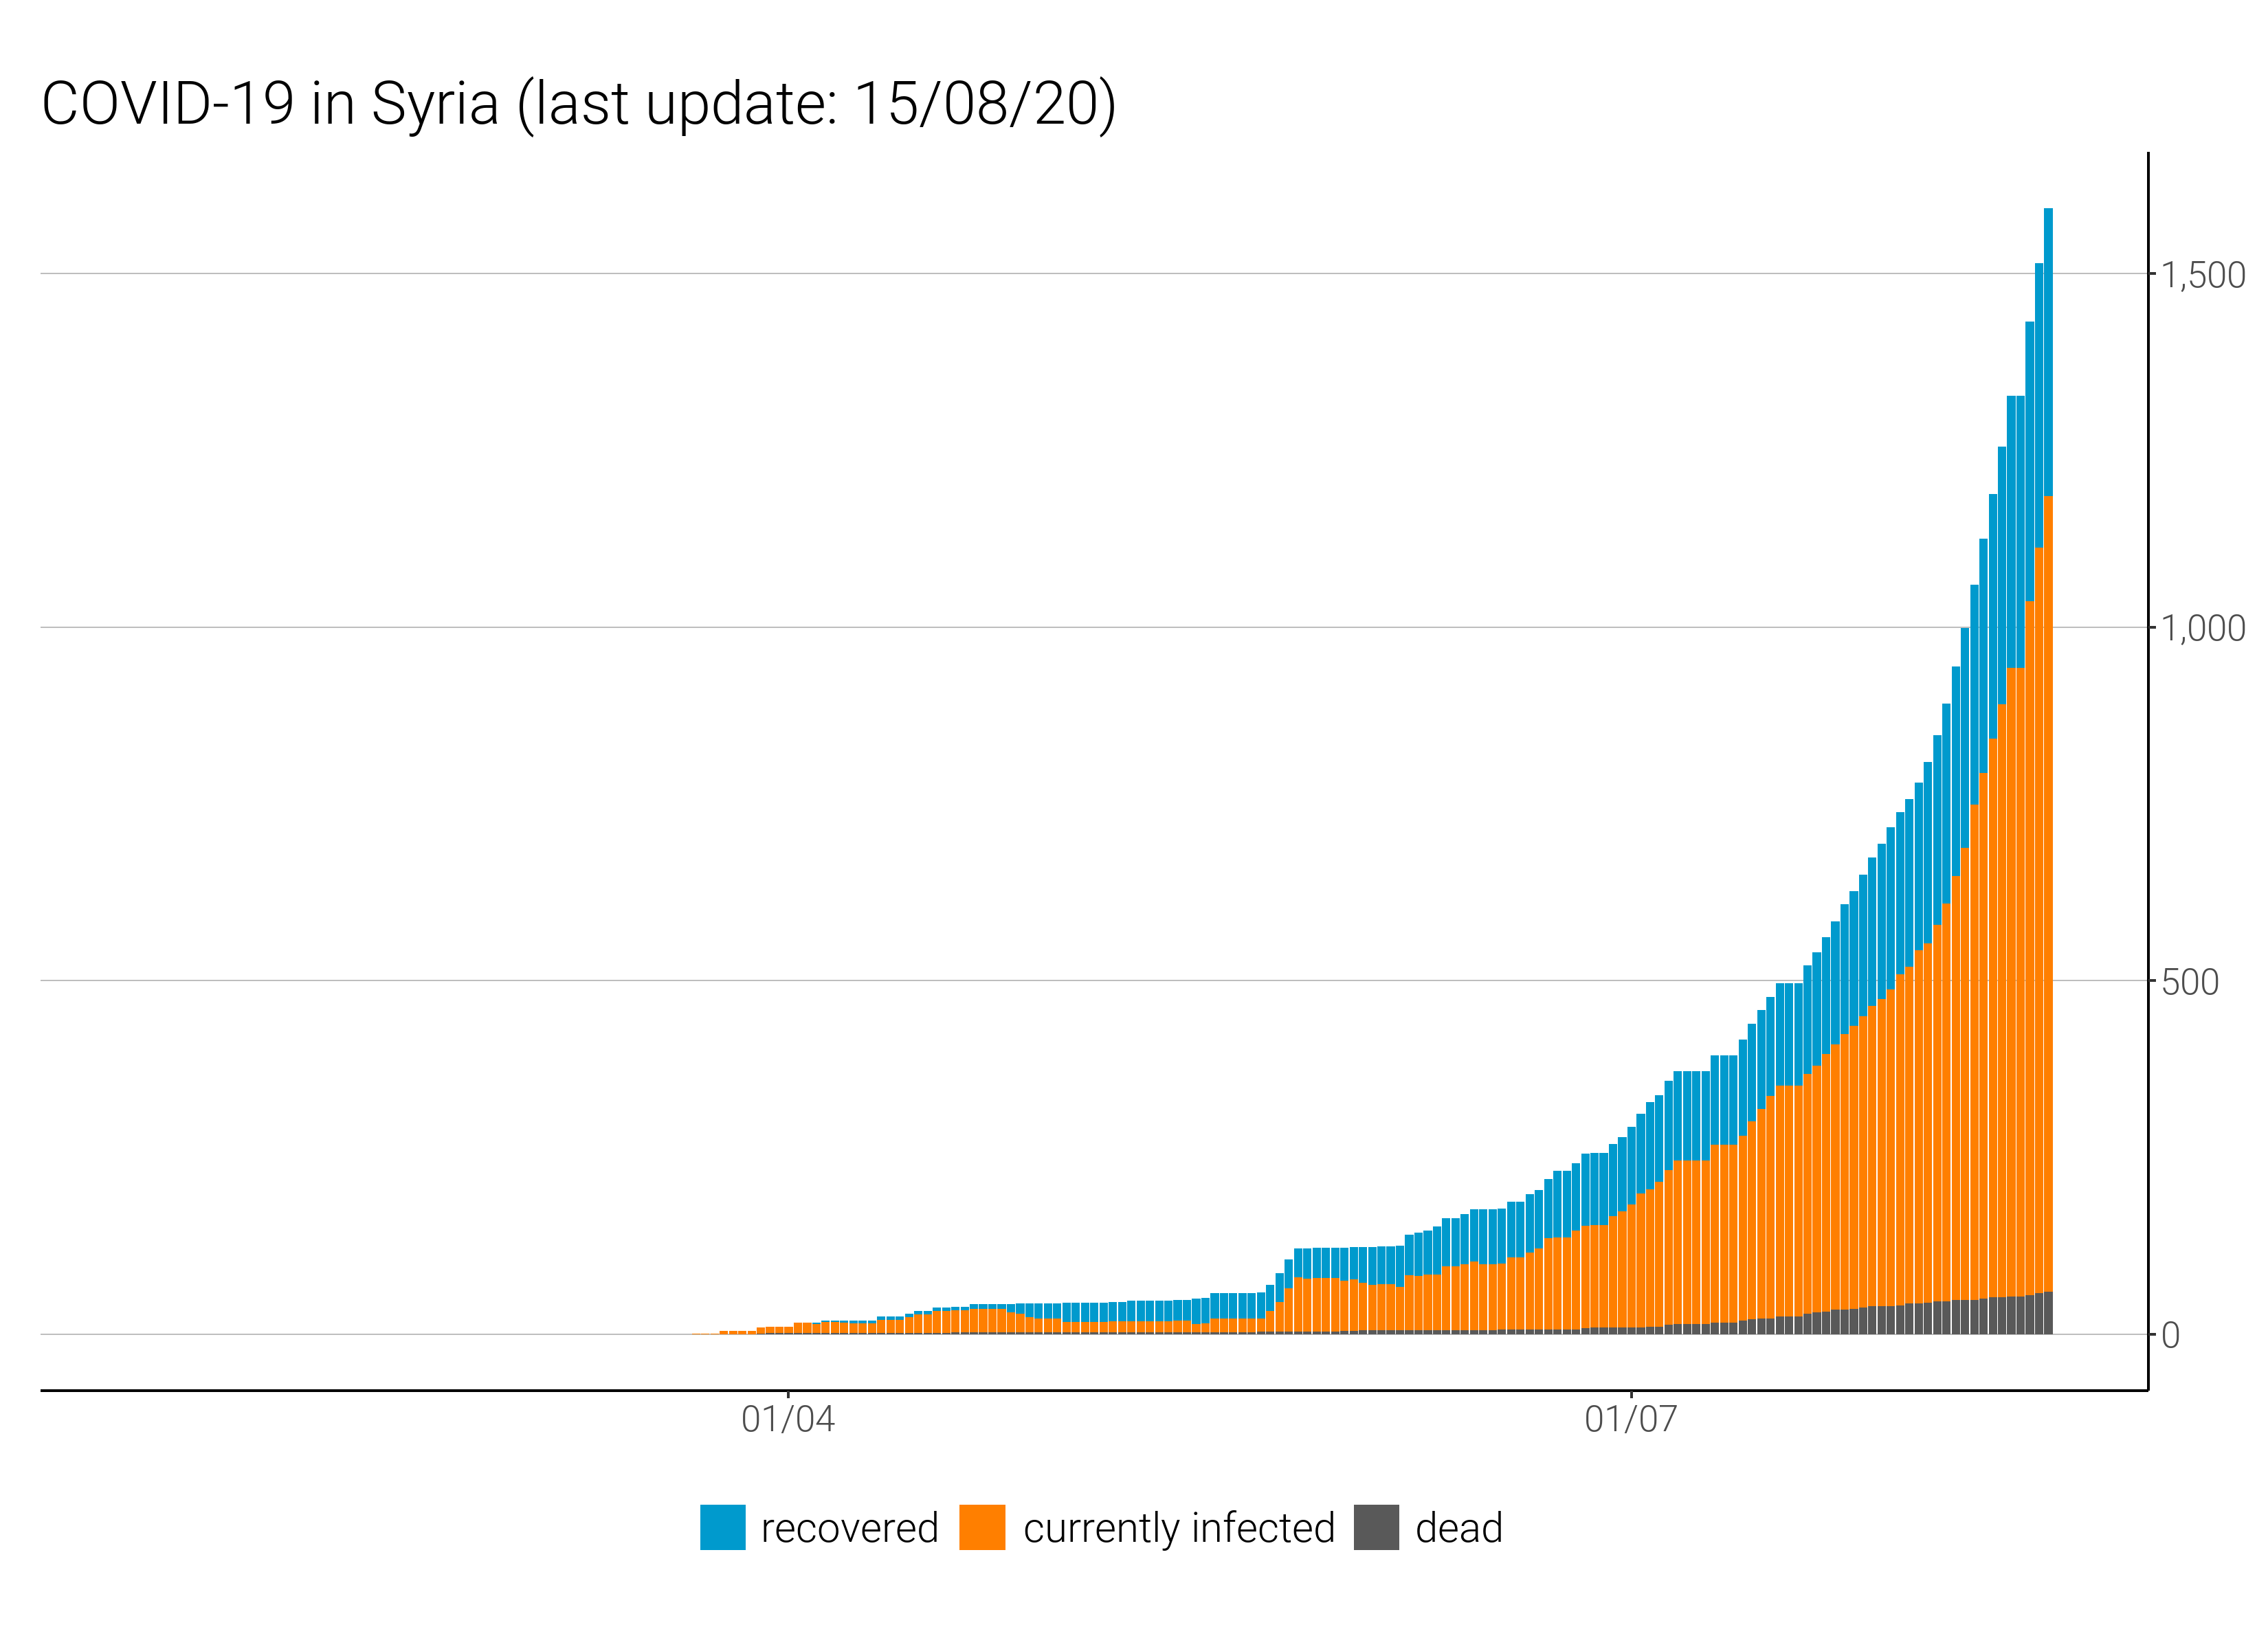 COVID-19 in Syria (last update: 15/08/20)
1,500
1,000
500
0
01/04 01/07
recovered currently infected dead